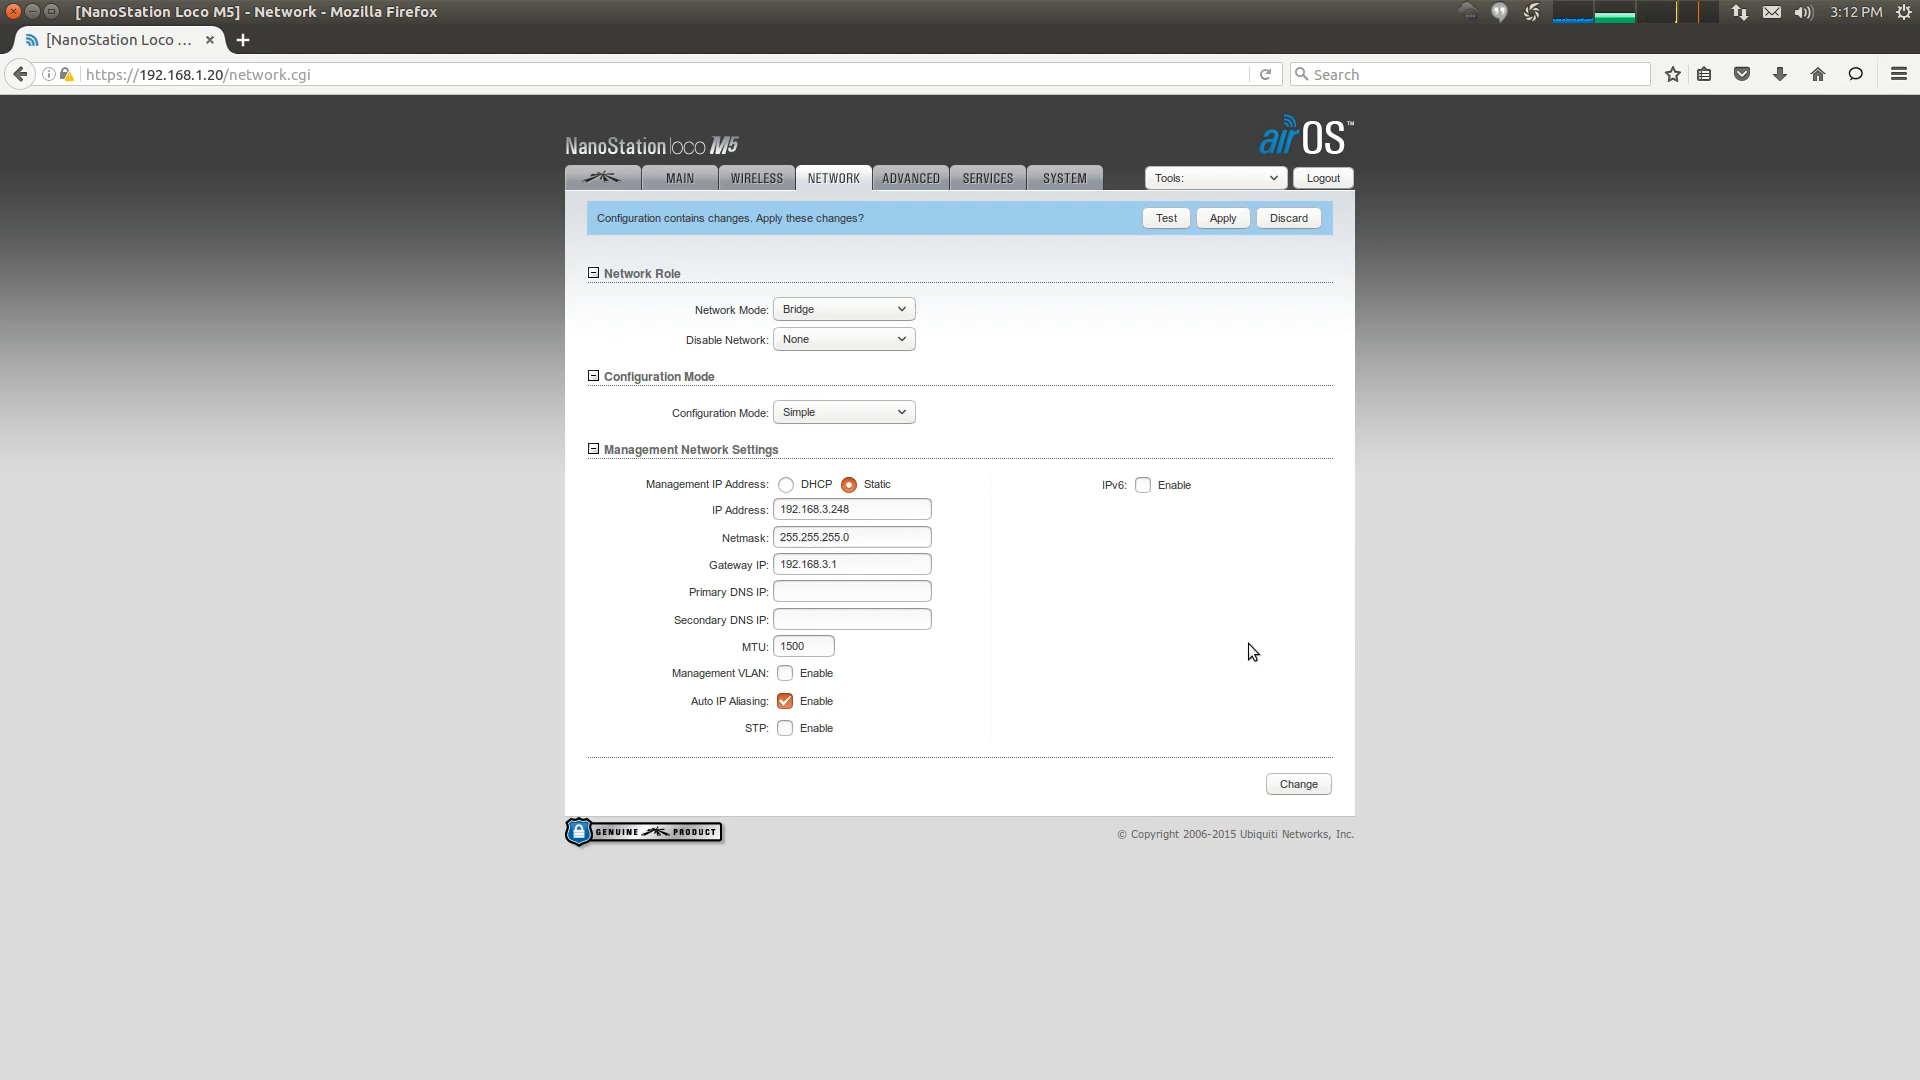 [NanoStation Loco M5] - Network - Mozilla Firefox
3:12 PM
[NanoStation Loco ...
https://192.168.1.20/network.cgi
Search
NanoStation loco M5
airOS™
MAIN
WIRELESS
NETWORK
ADVANCED
SERVICES
SYSTEM
Tools:
Logout
Configuration contains changes. Apply these changes?
Test
Apply
Discard
Network Role
Network Mode: Bridge
Disable Network: None
Configuration Mode
Configuration Mode: Simple
Management Network Settings
Management IP Address: DHCP Static
IPv6: Enable
IP Address: 192.168.3.248
Netmask: 255.255.255.0
Gateway IP: 192.168.3.1
Primary DNS IP:
Secondary DNS IP:
MTU: 1500
Management VLAN: Enable
Auto IP Aliasing: Enable
STP: Enable
Change
GENUINE PRODUCT
© Copyright 2006-2015 Ubiquiti Networks, Inc.